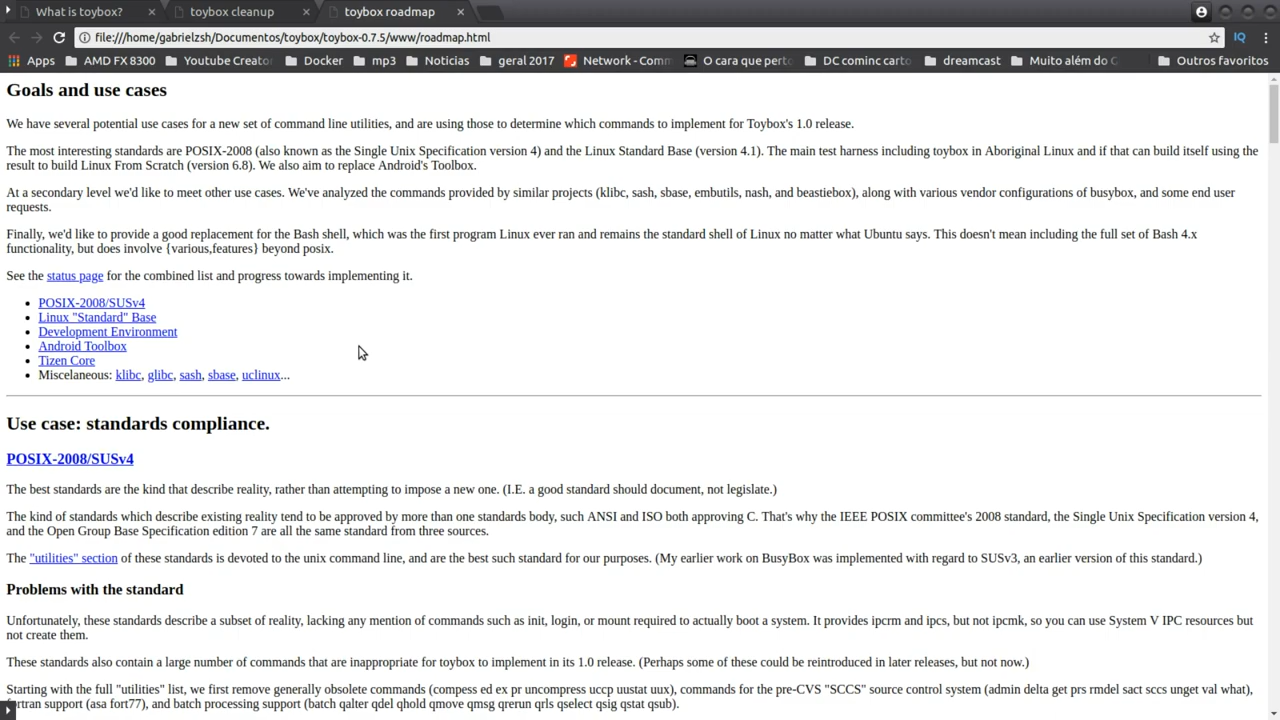 What is toybox?
toybox cleanup
toybox roadmap
file:///home/gabrielzsh/Documentos/toybox/toybox-0.7.5/www/roadmap.html
IQ
Apps AMD FX 8300 Youtube Creator Docker mp3 Noticias geral 2017 Network - Comm O cara que perto DC cominc carto dreamcast Muito além do C Outros favoritos
Goals and use cases
We have several potential use cases for a new set of command line utilities, and are using those to determine which commands to implement for Toybox's 1.0 release.
The most interesting standards are POSIX-2008 (also known as the Single Unix Specification version 4) and the Linux Standard Base (version 4.1). The main test harness including toybox in Aboriginal Linux and if that can build itself using the
result to build Linux From Scratch (version 6.8). We also aim to replace Android's Toolbox.
At a secondary level we'd like to meet other use cases. We've analyzed the commands provided by similar projects (klibc, sash, sbase, embutils, nash, and beastiebox), along with various vendor configurations of busybox, and some end user
requests.
Finally, we'd like to provide a good replacement for the Bash shell, which was the first program Linux ever ran and remains the standard shell of Linux no matter what Ubuntu says. This doesn't mean including the full set of Bash 4.x
functionality, but does involve {various,features} beyond posix.
See the status page for the combined list and progress towards implementing it.
• POSIX-2008/SUSv4
• Linux "Standard" Base
• Development Environment
• Android Toolbox
• Tizen Core
• Miscelaneous: klibc, glibc, sash, sbase, uclinux...
Use case: standards compliance.
POSIX-2008/SUSv4
The best standards are the kind that describe reality, rather than attempting to impose a new one. (I.E. a good standard should document, not legislate.)
The kind of standards which describe existing reality tend to be approved by more than one standards body, such ANSI and ISO both approving C. That's why the IEEE POSIX committee's 2008 standard, the Single Unix Specification version 4,
and the Open Group Base Specification edition 7 are all the same standard from three sources.
The "utilities" section of these standards is devoted to the unix command line, and are the best such standard for our purposes. (My earlier work on BusyBox was implemented with regard to SUSv3, an earlier version of this standard.)
Problems with the standard
Unfortunately, these standards describe a subset of reality, lacking any mention of commands such as init, login, or mount required to actually boot a system. It provides ipcrm and ipcs, but not ipcmk, so you can use System V IPC resources but
not create them.
These standards also contain a large number of commands that are inappropriate for toybox to implement in its 1.0 release. (Perhaps some of these could be reintroduced in later releases, but not now.)
Starting with the full "utilities" list, we first remove generally obsolete commands (compess ed ex pr uncompress uccp uustat uux), commands for the pre-CVS "SCCS" source control system (admin delta get prs rmdel sact sccs unget val what),
fortran support (asa fort77), and batch processing support (batch qalter qdel qhold qmove qmsg qrerun qrls qselect qsig qstat qsub).